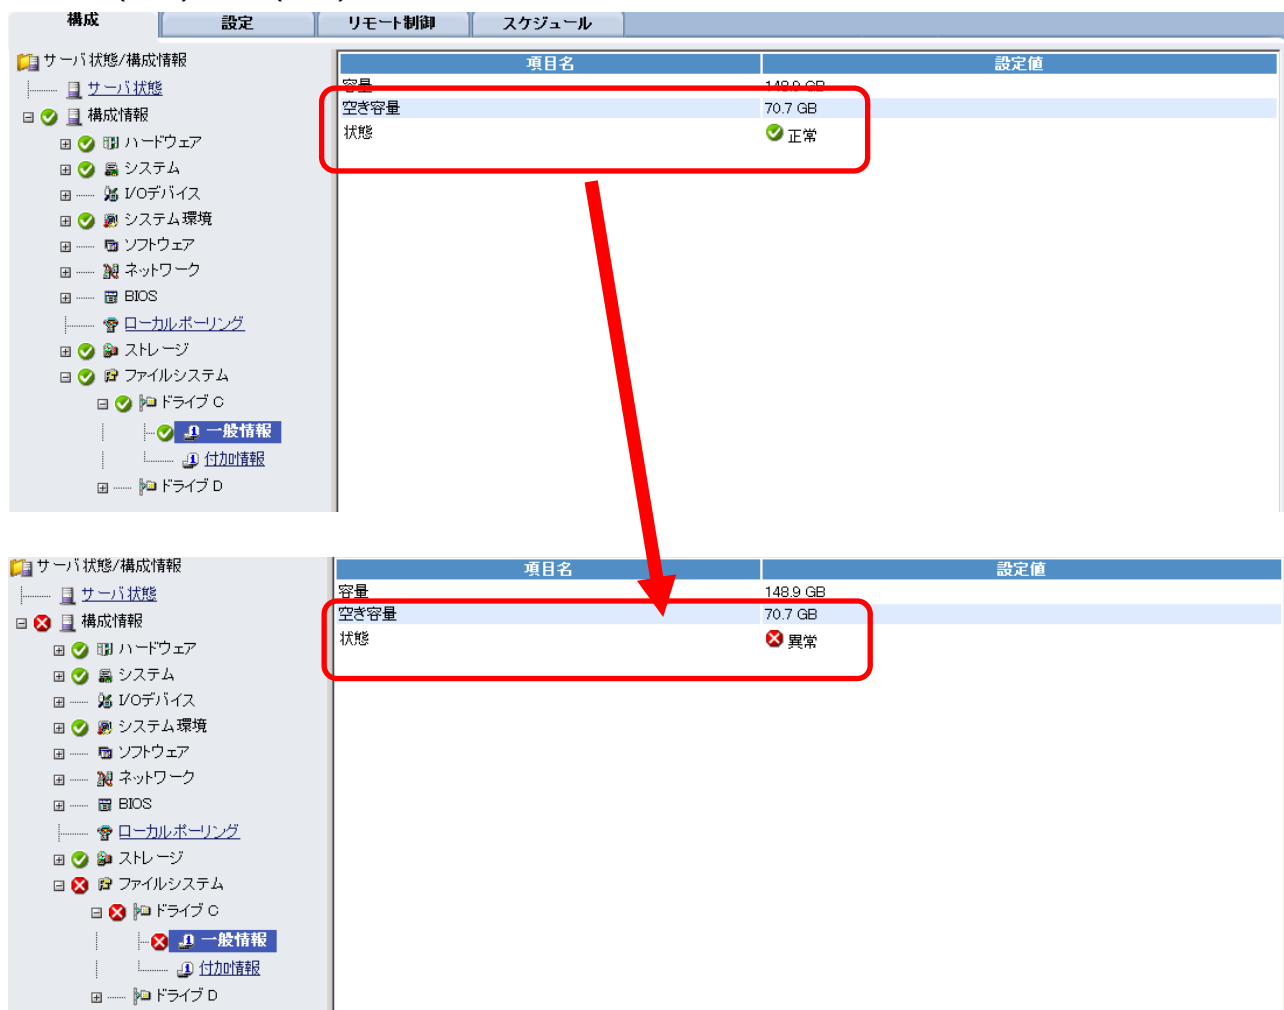 構成 設定 リモート制御 スケジュール
サーバ状態/構成情報
サーバ状態
構成情報
ハードウェア
システム
I/Oデバイス
システム環境
ソフトウェア
ネットワーク
BIOS
ローカルポーリング
ストレージ
ファイルシステム
ドライブ C
一般情報
付加情報
ドライブ D
項目名 設定値
容量 148.9 GB
空き容量 70.7 GB
状態 正常
サーバ状態/構成情報
サーバ状態
構成情報
ハードウェア
システム
I/Oデバイス
システム環境
ソフトウェア
ネットワーク
BIOS
ローカルポーリング
ストレージ
ファイルシステム
ドライブ C
一般情報
付加情報
ドライブ D
項目名 設定値
容量 148.9 GB
空き容量 70.7 GB
状態 異常